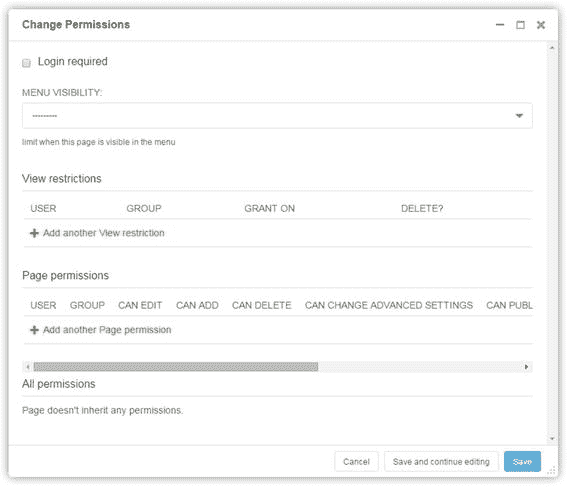 Change Permissions
Login required
MENU VISIBILITY:
---------
limit when this page is visible in the menu
View restrictions
USER GROUP GRANT ON DELETE?
Add another View restriction
Page permissions
USER GROUP CAN EDIT CAN ADD CAN DELETE CAN CHANGE ADVANCED SETTINGS CAN PUBL
Add another Page permission
All permissions
Page doesn't inherit any permissions.
Cancel Save and continue editing Save